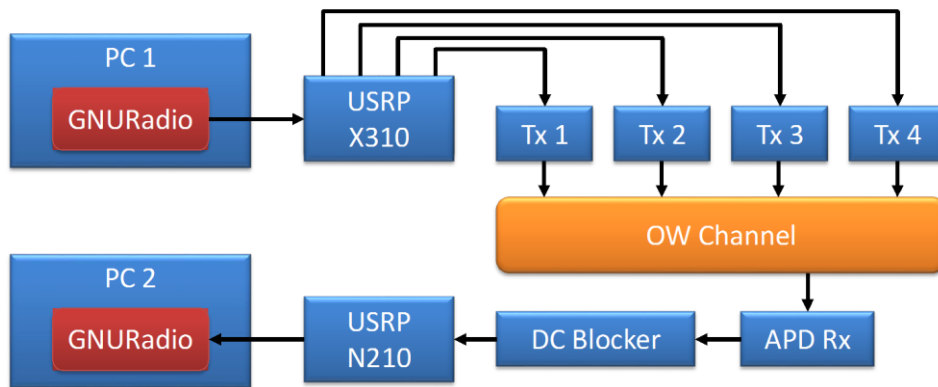 PC 1
GNURadio
USRP
X310
Tx 1
Tx 2
Tx 3
Tx 4
OW Channel
PC 2
GNURadio
USRP
N210
DC Blocker
APD Rx